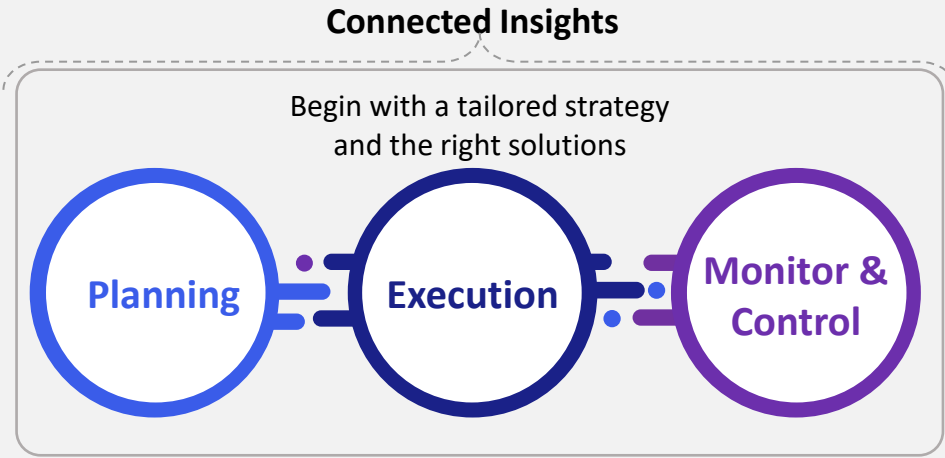 Connected Insights
Begin with a tailored strategy
and the right solutions
Planning
Execution
Monitor &
Control